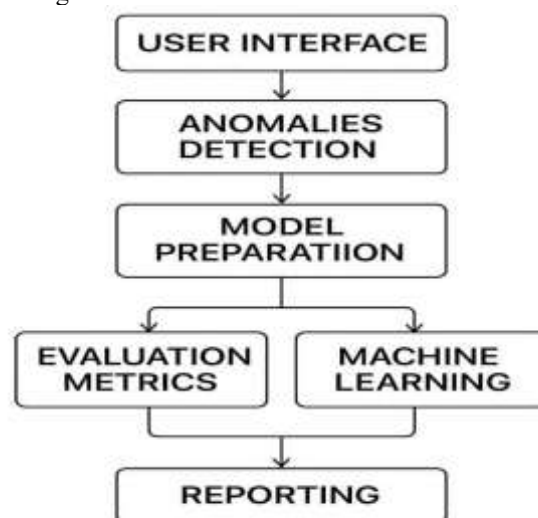 USER INTERFACE
ANOMALIES
DETECTION
MODEL
PREPARATIION
EVALUATION
METRICS
MACHINE
LEARNING
REPORTING